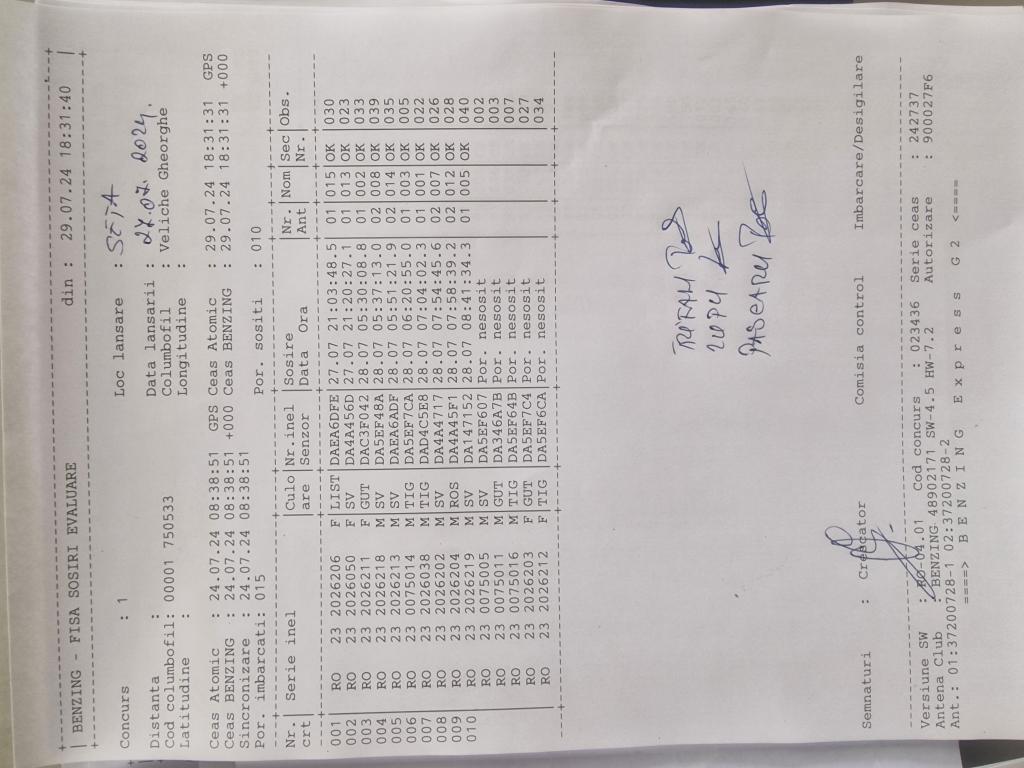 BENZING - FISA SOSIRI EVALUARE din : 29.07.24 18:31:40
Concurs : 1 Loc lansare :
Distanta : Data lansarii : 27.07.2024.
Cod columbofil: 00001 750533 Columbofil : Veliche Gheorghe
Latitudine : Longitudine :
Ceas Atomic : 24.07.24 08:38:51 GPS Ceas Atomic : 29.07.24 18:31:31 GPS
Ceas BENZING : 24.07.24 08:38:51 +000 Ceas BENZING : 29.07.24 18:31:31 +000
Sincronizare : 24.07.24 08:38:51
Por. imbarcati: 015 Por. sositi : 010
Nr.| Serie inel |Culo|Nr.inel |Sosire |Nr. |Nom|Sec|Obs.
crt| |are |Senzor |Data Ora |Ant | |Nr.|
001 RO 23 2026206 F LIST DAEA6DFE 27.07 21:03:48.5 01 015 OK 030
002 RO 23 2026050 F SV DA4A456D 27.07 21:20:27.1 01 013 OK 023
003 RO 23 2026211 F GUT DAC3F042 28.07 05:30:08.8 01 002 OK 033
004 RO 23 2026218 M SV DA5EF48A 28.07 05:37:13.0 02 008 OK 039
005 RO 23 2026213 M SV DAEA6ADF 28.07 05:51:21.9 02 014 OK 035
006 RO 23 0075014 M TIG DA5EF7CA 28.07 06:20:55.0 01 003 OK 005
007 RO 23 2026038 M TIG DAD4C5E8 28.07 07:04:02.3 01 001 OK 022
008 RO 23 2026202 M SV DA4A4717 28.07 07:54:45.6 02 007 OK 026
009 RO 23 2026204 M ROS DA4A45F1 28.07 07:58:39.2 02 012 OK 028
010 RO 23 2026219 M SV DA147152 28.07 08:41:34.3 01 005 OK 040
RO 23 0075005 M SV DA5EF607 Por. nesosit 002
RO 23 0075011 M GUT DA346A7B Por. nesosit 003
RO 23 0075016 M TIG DA5EF64B Por. nesosit 007
RO 23 2026203 F GUT DA5EF7C4 Por. nesosit 027
RO 23 2026212 F TIG DA5EF6CA Por. nesosit 034
Semnaturi : Crescator Comisia control Imbarcare/Desigilare
Versiune SW : RO-04.01 Cod concurs : 023436 Serie ceas : 242737
Antena Club : BENZING 48902171 SW-4.5 HW-7.2 Autorizare : 900027F6
Ant.: 01:37200728-1 02:37200728-2
====> B E N Z I N G E x p r e s s G 2 <====